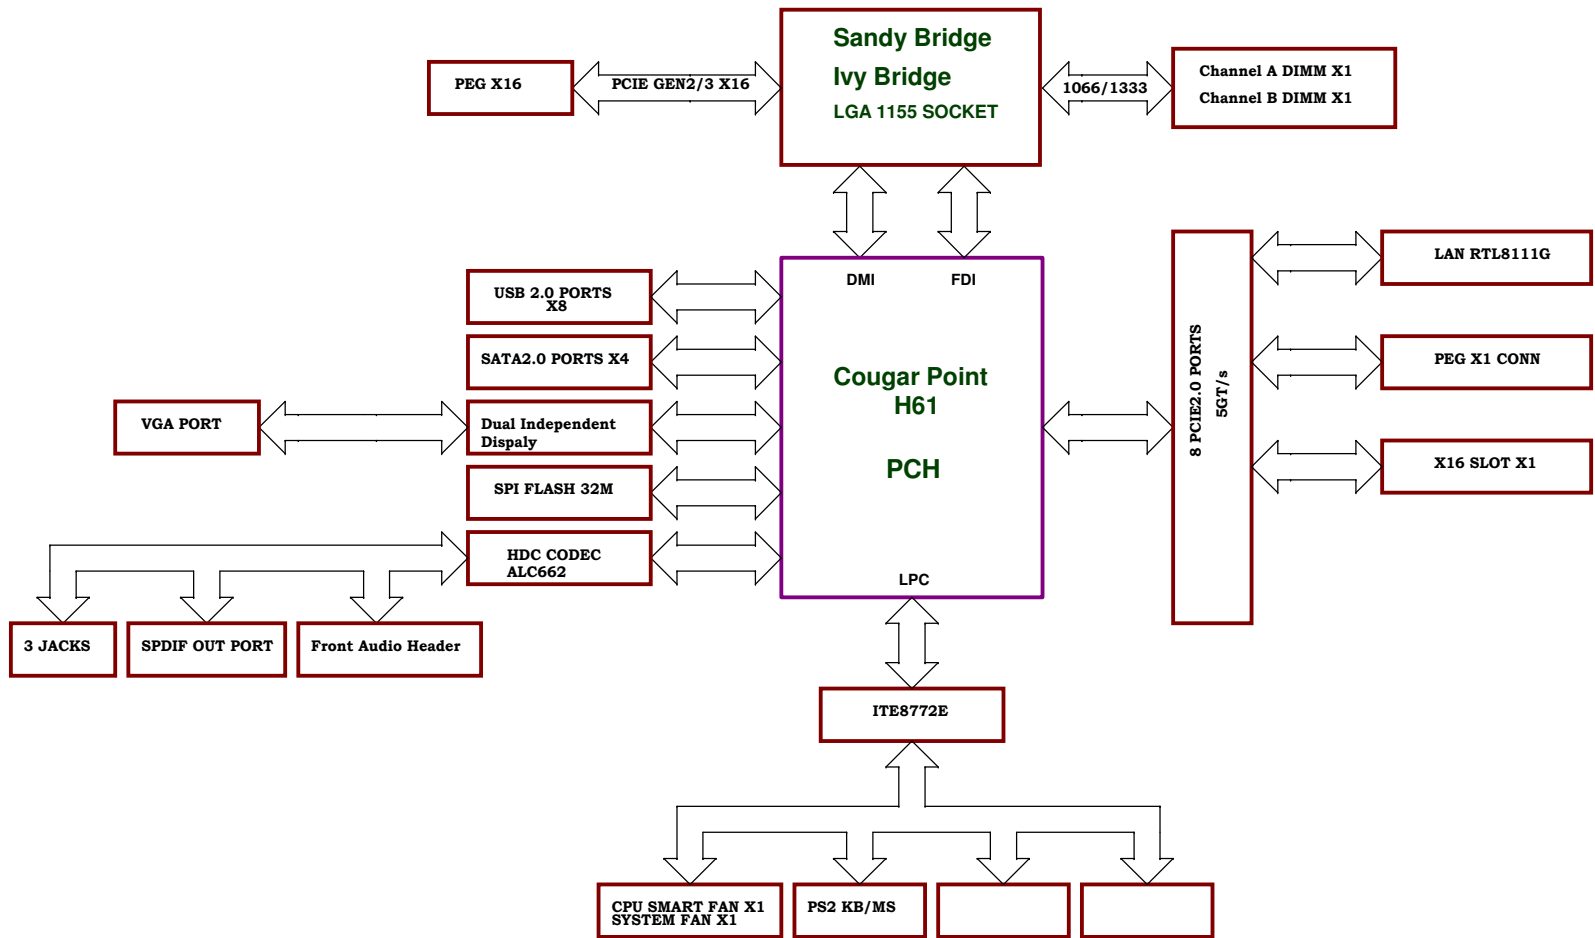 Sandy Bridge
Ivy Bridge
LGA 1155 SOCKET
PEG X16
PCIE GEN2/3 X16
1066/1333
Channel A DIMM X1
Channel B DIMM X1
DMI
FDI
Cougar Point
H61
PCH
LPC
USB 2.0 PORTS
X8
SATA2.0 PORTS X4
VGA PORT
Dual Independent
Dispaly
SPI FLASH 32M
HDC CODEC
ALC662
3 JACKS
SPDIF OUT PORT
Front Audio Header
8 PCIE2.0 PORTS
5GT/s
LAN RTL8111G
PEG X1 CONN
X16 SLOT X1
ITE8772E
CPU SMART FAN X1
SYSTEM FAN X1
PS2 KB/MS